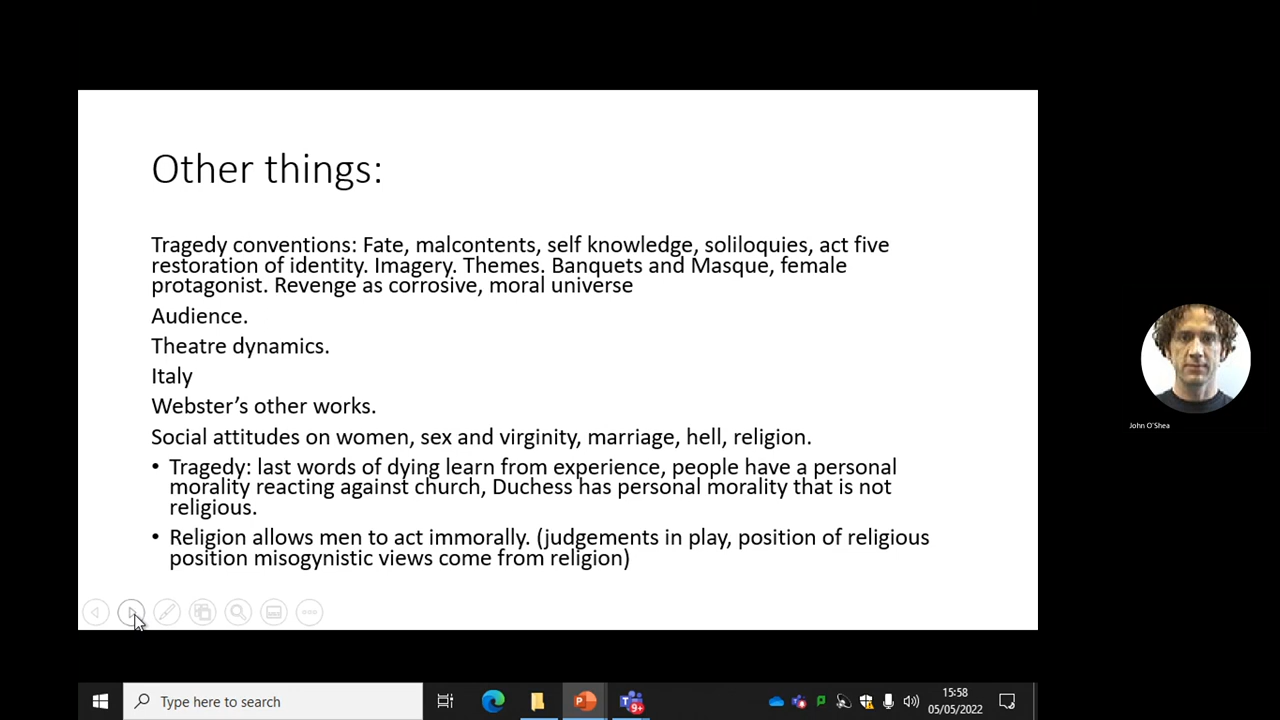 Other things:
Tragedy conventions: Fate, malcontents, self knowledge, soliloquies, act five
restoration of identity. Imagery. Themes. Banquets and Masque, female
protagonist. Revenge as corrosive, moral universe
Audience.
Theatre dynamics.
Italy
Webster’s other works.
Social attitudes on women, sex and virginity, marriage, hell, religion.
• Tragedy: last words of dying learn from experience, people have a personal
morality reacting against church, Duchess has personal morality that is not
religious.
• Religion allows men to act immorally. (judgements in play, position of religious
position misogynistic views come from religion)
John O'Shea
Type here to search
9+
15:58
05/05/2022